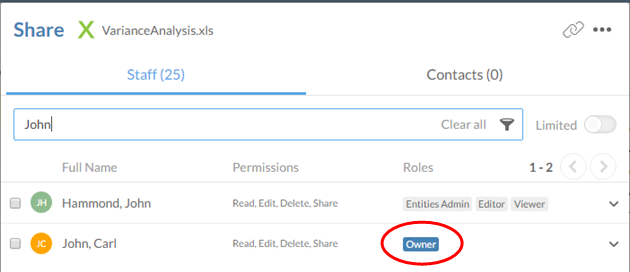 Share VarianceAnalysis.xls
Staff (25) Contacts (0)
John Clear all Limited
Full Name Permissions Roles 1 - 2
JH Hammond, John Read, Edit, Delete, Share Entities Admin Editor Viewer
JC John, Carl Read, Edit, Delete, Share Owner